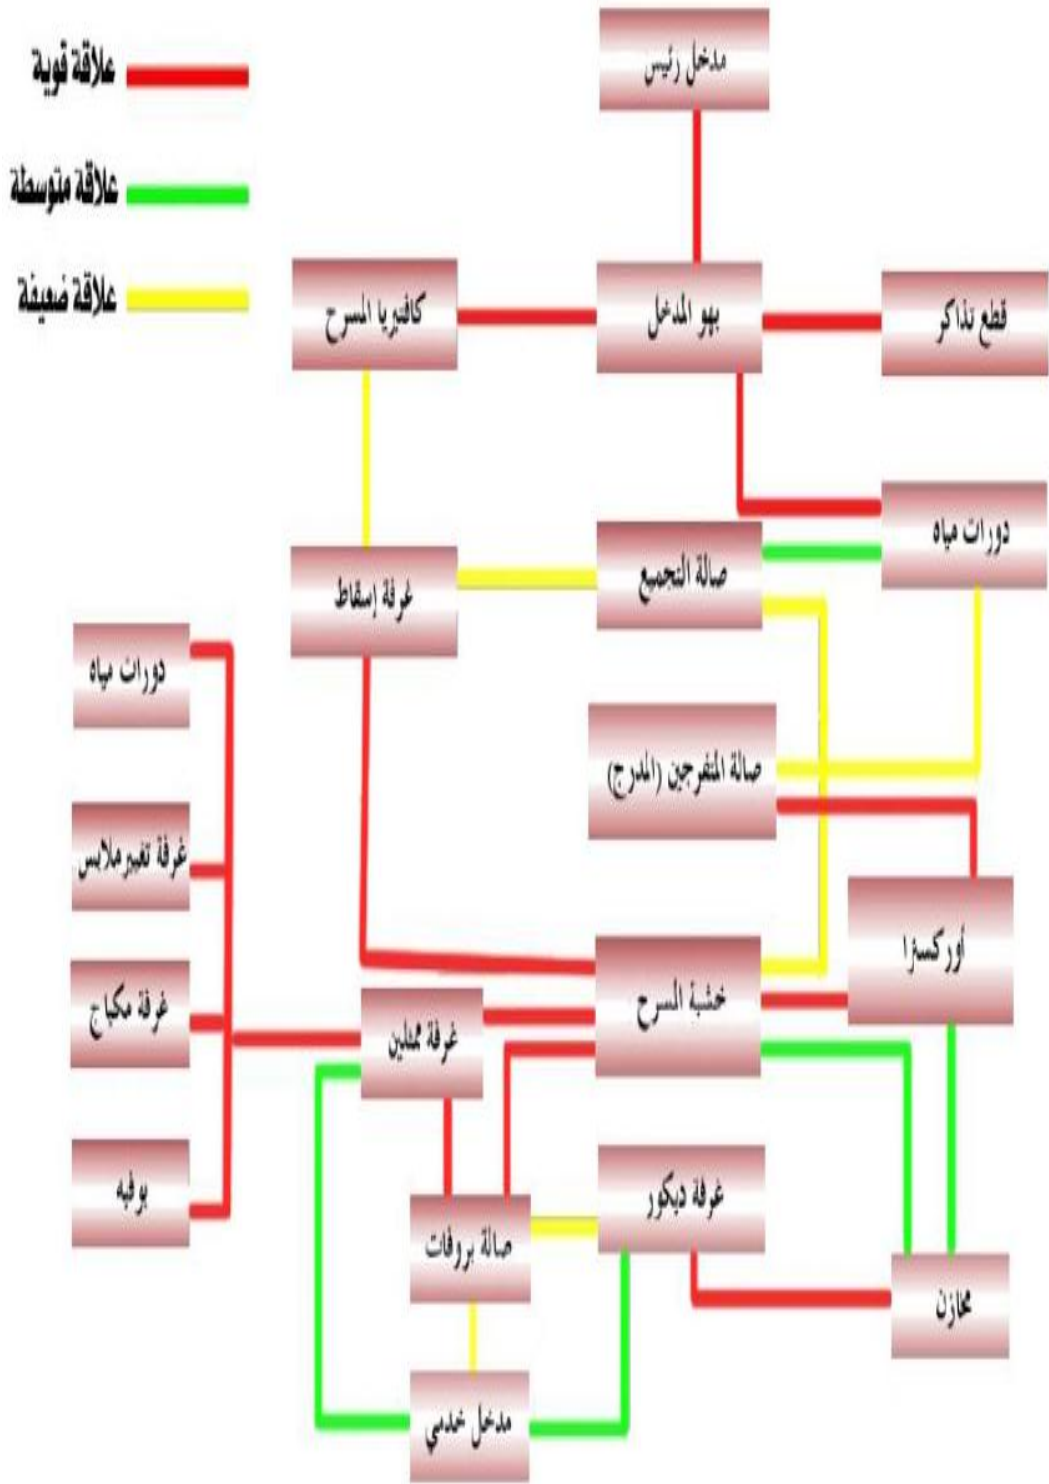 علاقة قوية
علاقة متوسطة
علاقة ضعيفة
مدخل رئيس
قطع تذاكر
بهو المدخل
كافتيريا المسرح
دورات مياه
صالة التجميع
غرفة إسقاط
دورات مياه
صالة المتفرجين (المدرج)
غرفة تغيير ملابس
أوركسترا
خشبة المسرح
غرفة ممثلين
غرفة مكياج
غرفة ديكور
بوفيه
صالة بروفات
مخازن
مدخل خدمي